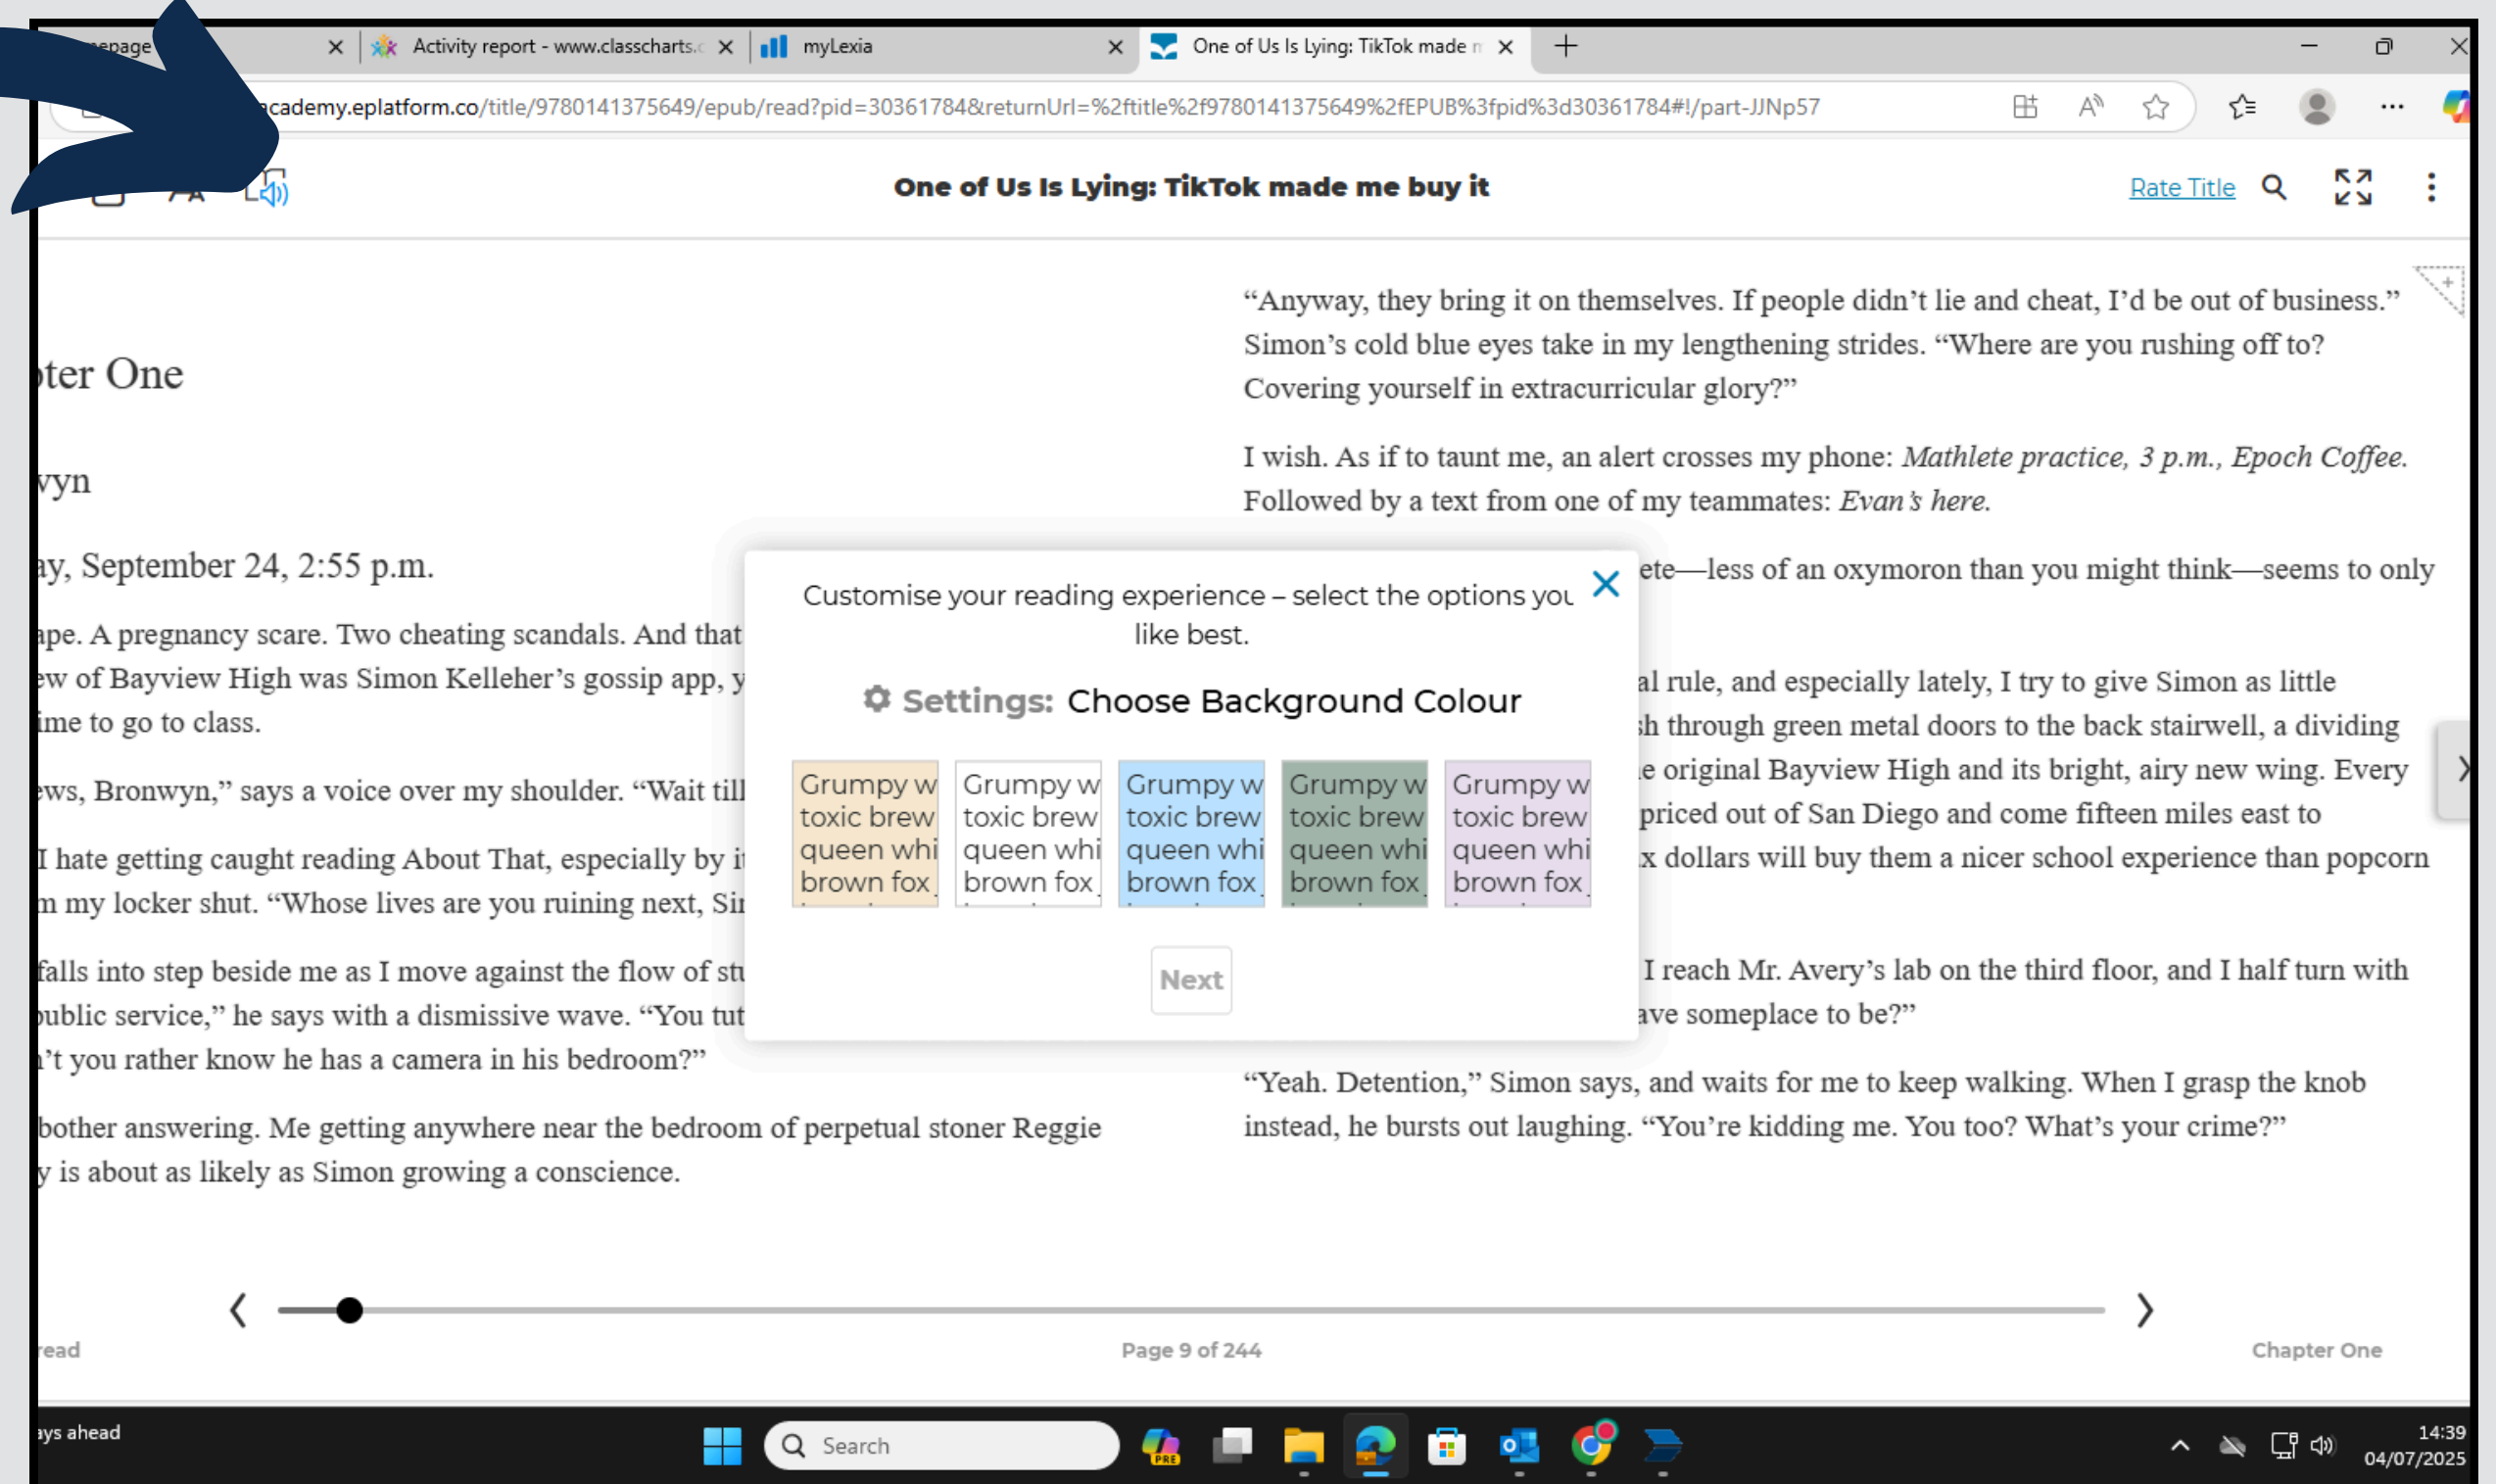 epage
Activity report - www.classcharts.c
myLexia
One of Us Is Lying: TikTok made m
academy.eplatform.co/title/9780141375649/epub/read?pid=30361784&returnUrl=%2ftitle%2f9780141375649%2fEPUB%3fpid%3d30361784#!/part-JJNp57
One of Us Is Lying: TikTok made me buy it
Rate Title
ter One
wyn
ay, September 24, 2:55 p.m.
ape. A pregnancy scare. Two cheating scandals. And that
ew of Bayview High was Simon Kelleher’s gossip app, y
ime to go to class.
ews, Bronwyn,” says a voice over my shoulder. “Wait till
I hate getting caught reading About That, especially by it
m my locker shut. “Whose lives are you ruining next, Sin
falls into step beside me as I move against the flow of stu
public service,” he says with a dismissive wave. “You tut
’t you rather know he has a camera in his bedroom?”
bother answering. Me getting anywhere near the bedroom of perpetual stoner Reggie
y is about as likely as Simon growing a conscience.
“Anyway, they bring it on themselves. If people didn’t lie and cheat, I’d be out of business.”
Simon’s cold blue eyes take in my lengthening strides. “Where are you rushing off to?
Covering yourself in extracurricular glory?”
I wish. As if to taunt me, an alert crosses my phone: Mathlete practice, 3 p.m., Epoch Coffee.
Followed by a text from one of my teammates: Evan’s here.
ete—less of an oxymoron than you might think—seems to only
al rule, and especially lately, I try to give Simon as little
sh through green metal doors to the back stairwell, a dividing
e original Bayview High and its bright, airy new wing. Every
priced out of San Diego and come fifteen miles east to
x dollars will buy them a nicer school experience than popcorn
I reach Mr. Avery’s lab on the third floor, and I half turn with
ave someplace to be?”
“Yeah. Detention,” Simon says, and waits for me to keep walking. When I grasp the knob
instead, he bursts out laughing. “You’re kidding me. You too? What’s your crime?”
Customise your reading experience – select the options you
like best.
Settings: Choose Background Colour
Grumpy w
toxic brew
queen whi
brown fox
Grumpy w
toxic brew
queen whi
brown fox
Grumpy w
toxic brew
queen whi
brown fox
Grumpy w
toxic brew
queen whi
brown fox
Grumpy w
toxic brew
queen whi
brown fox
Next
read
Page 9 of 244
Chapter One
ays ahead
Search
PRE
14:39
04/07/2025